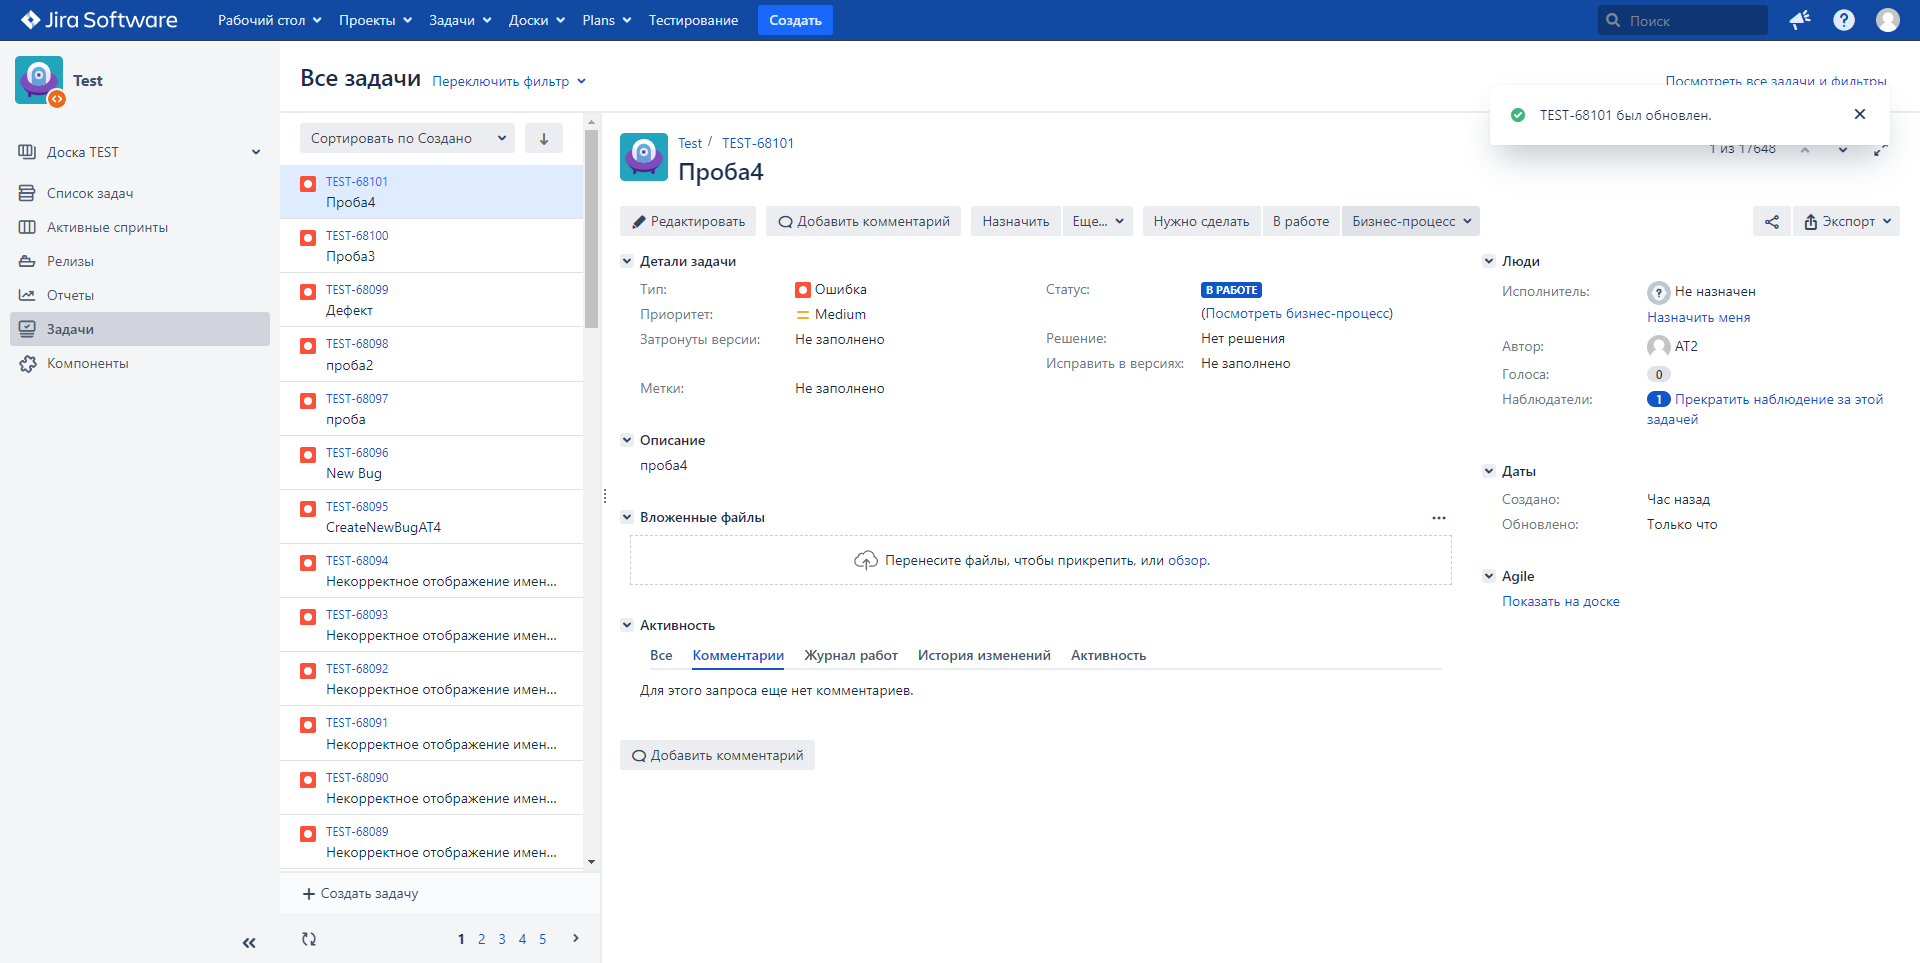 Jira Software
Рабочий стол
Проекты
Задачи
Доски
Plans
Тестирование
Создать
Поиск
Test
Доска TEST
Список задач
Активные спринты
Релизы
Отчеты
Задачи
Компоненты
Все задачи
Переключить фильтр
Посмотреть все задачи и фильтры
TEST-68101 был обновлен.
Сортировать по Создано
TEST-68101
Проба4
TEST-68100
Проба3
TEST-68099
Дефект
TEST-68098
проба2
TEST-68097
проба
TEST-68096
New Bug
TEST-68095
CreateNewBugAT4
TEST-68094
Некорректное отображение имен...
TEST-68093
Некорректное отображение имен...
TEST-68092
Некорректное отображение имен...
TEST-68091
Некорректное отображение имен...
TEST-68090
Некорректное отображение имен...
TEST-68089
Некорректное отображение имен...
Создать задачу
1 2 3 4 5
Test / TEST-68101
Проба4
1 из 17648
Редактировать
Добавить комментарий
Назначить
Еще...
Нужно сделать
В работе
Бизнес-процесс
Экспорт
Детали задачи
Тип: Ошибка
Приоритет: Medium
Затронуты версии: Не заполнено
Метки: Не заполнено
Статус: В РАБОТЕ
(Посмотреть бизнес-процесс)
Решение: Нет решения
Исправить в версиях: Не заполнено
Описание
проба4
Вложенные файлы
Перенесите файлы, чтобы прикрепить, или обзор.
Активность
Все
Комментарии
Журнал работ
История изменений
Активность
Для этого запроса еще нет комментариев.
Добавить комментарий
Люди
Исполнитель: Не назначен
Назначить меня
Автор: AT2
Голоса: 0
Наблюдатели: 1 Прекратить наблюдение за этой
задачей
Даты
Создано: Час назад
Обновлено: Только что
Agile
Показать на доске